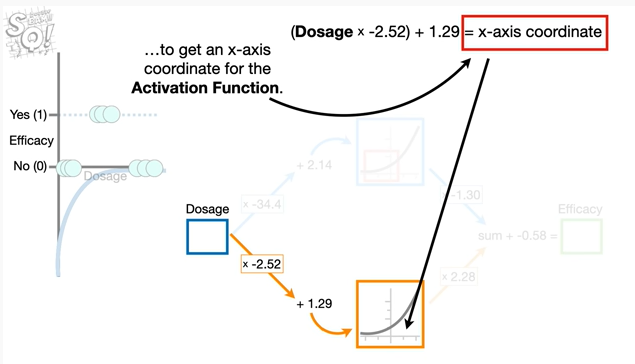 (Dosage × -2.52) + 1.29 = x-axis coordinate
...to get an x-axis
coordinate for the
Activation Function.
Yes (1)
Efficacy
No (0)
Dosage
+ 2.14
× -34.4
-1.30
Dosage
Efficacy
sum + -0.58 =
× -2.52
× 2.28
+ 1.29